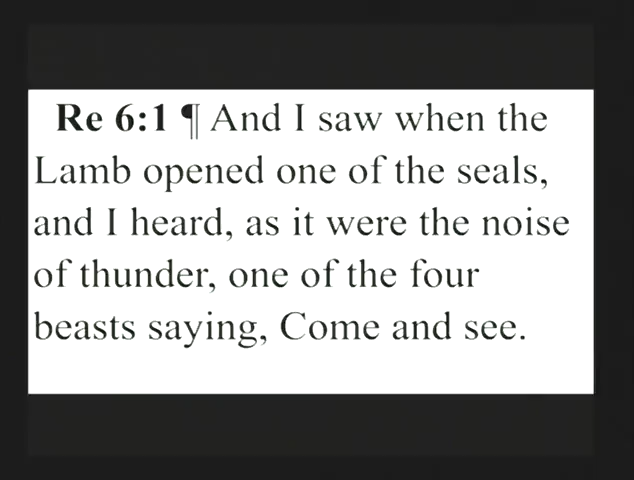 Re 6:1 ¶ And I saw when the
Lamb opened one of the seals,
and I heard, as it were the noise
of thunder, one of the four
beasts saying, Come and see.